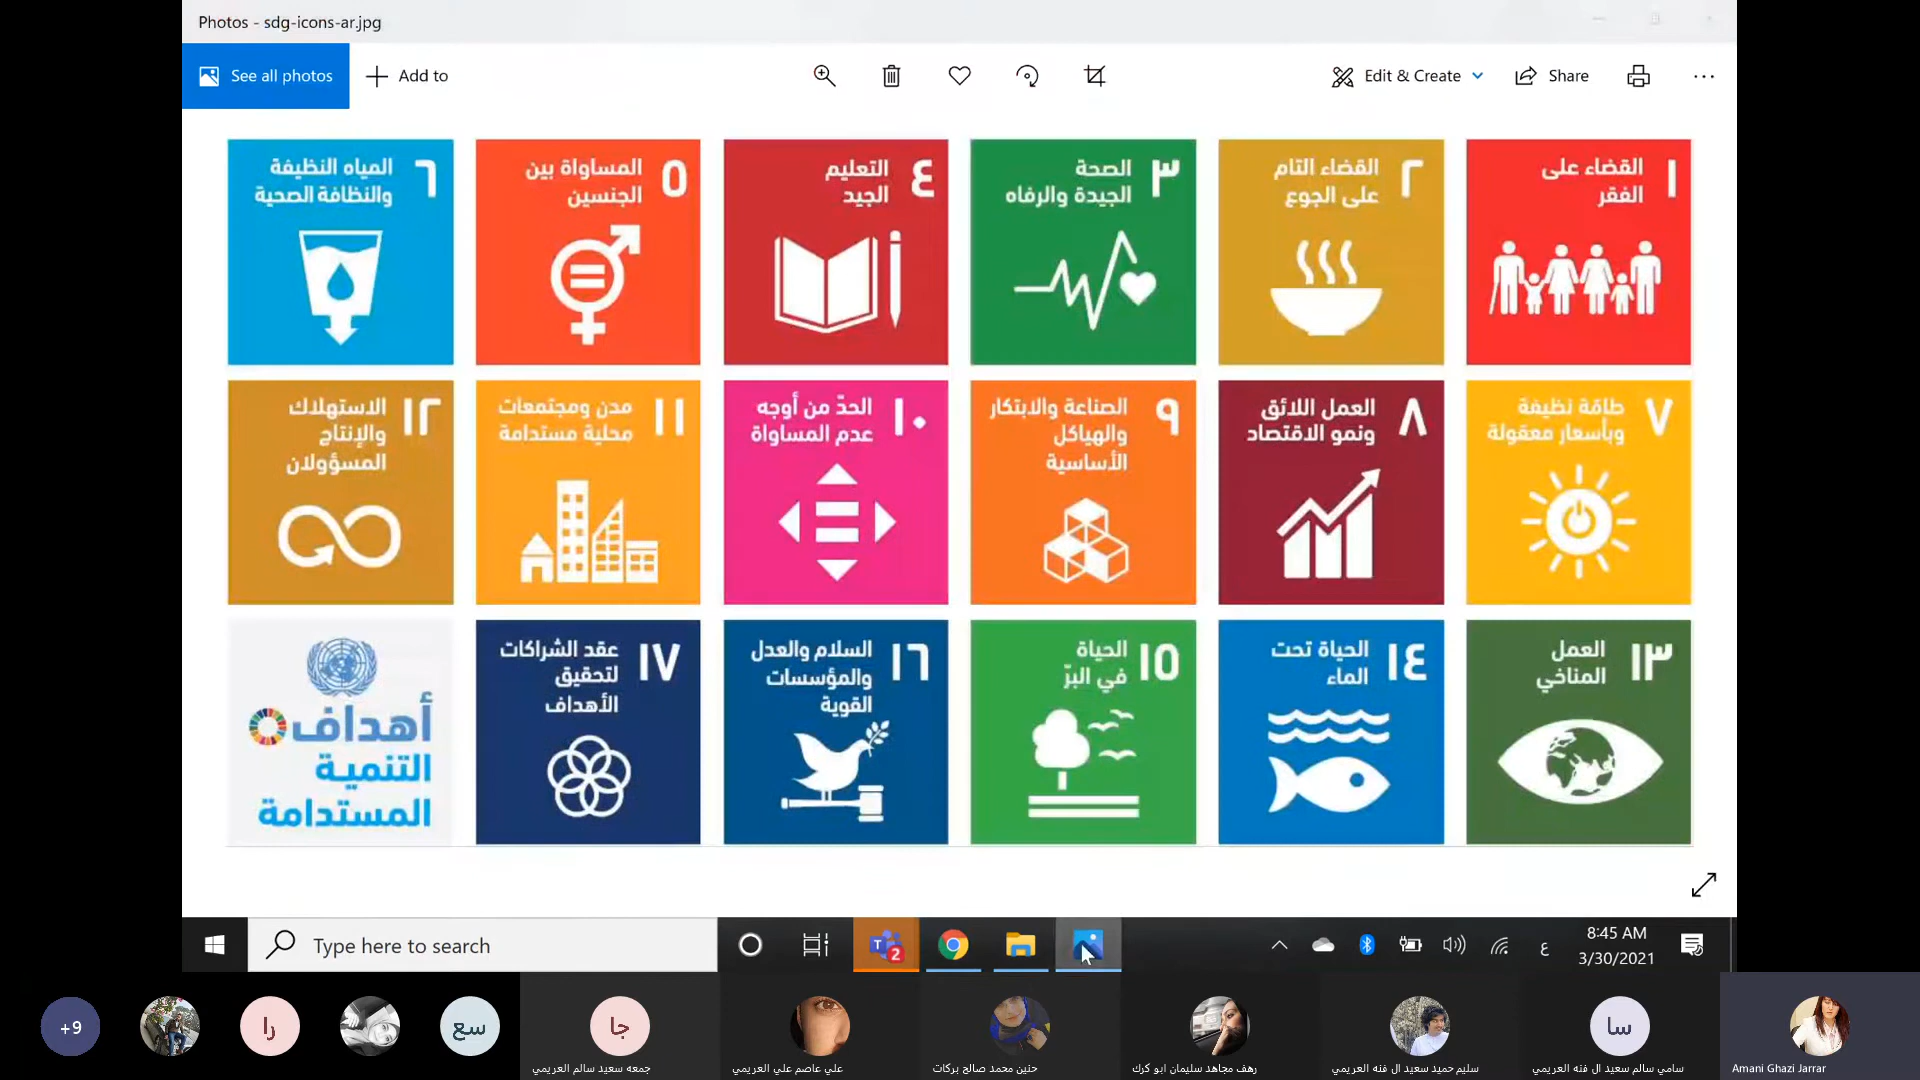 Photos - sdg-icons-ar.jpg
See all photos
Add to
Edit & Create
Share
١
القضاء على
الفقر
٢
القضاء التام
على الجوع
٣
الصحة
الجيدة والرفاه
٤
التعليم
الجيد
٥
المساواة بين
الجنسين
٦
المياه النظيفة
والنظافة الصحية
٧
طاقة نظيفة
وبأسعار معقولة
٨
العمل اللائق
ونمو الاقتصاد
٩
الصناعة والابتكار
والهياكل
الأساسية
١٠
الحدّ من أوجه
عدم المساواة
١١
مدن ومجتمعات
محلية مستدامة
١٢
الاستهلاك
والإنتاج
المسؤولان
١٣
العمل
المناخي
١٤
الحياة تحت
الماء
١٥
الحياة
في البرّ
١٦
السلام والعدل
والمؤسسات
القوية
١٧
عقد الشراكات
لتحقيق
الأهداف
أهداف
التنمية
المستدامة
Type here to search
T
2
ع
8:45 AM
3/30/2021
+9
را
سع
جا
سا
جمعه سعيد سالم العريمي
علي عاصم علي العريمي
حنين محمد صالح بركات
رهف مجاهد سليمان ابو كرك
سليم حميد سعيد ال فنه العريمي
سامي سالم سعيد ال فنه العريمي
Amani Ghazi Jarrar